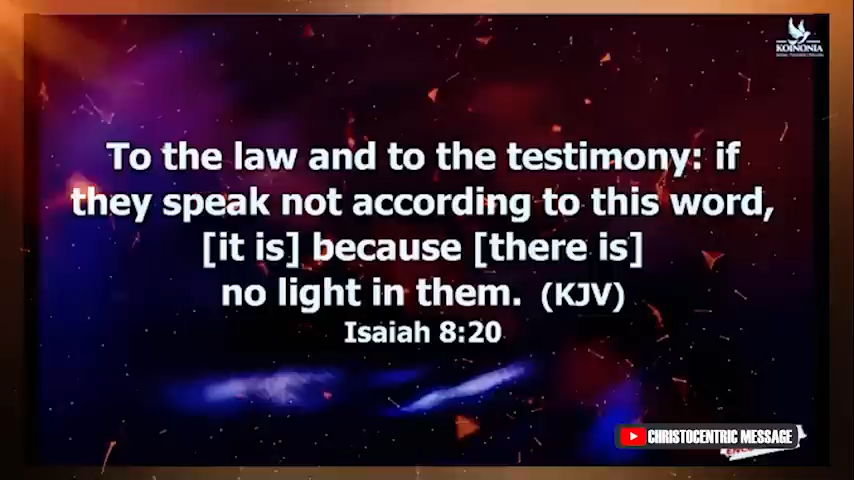 KOINONIA
To the law and to the testimony: if
they speak not according to this word,
[it is] because [there is]
no light in them. (KJV)
Isaiah 8:20
CHRISTOCENTRIC MESSAGE